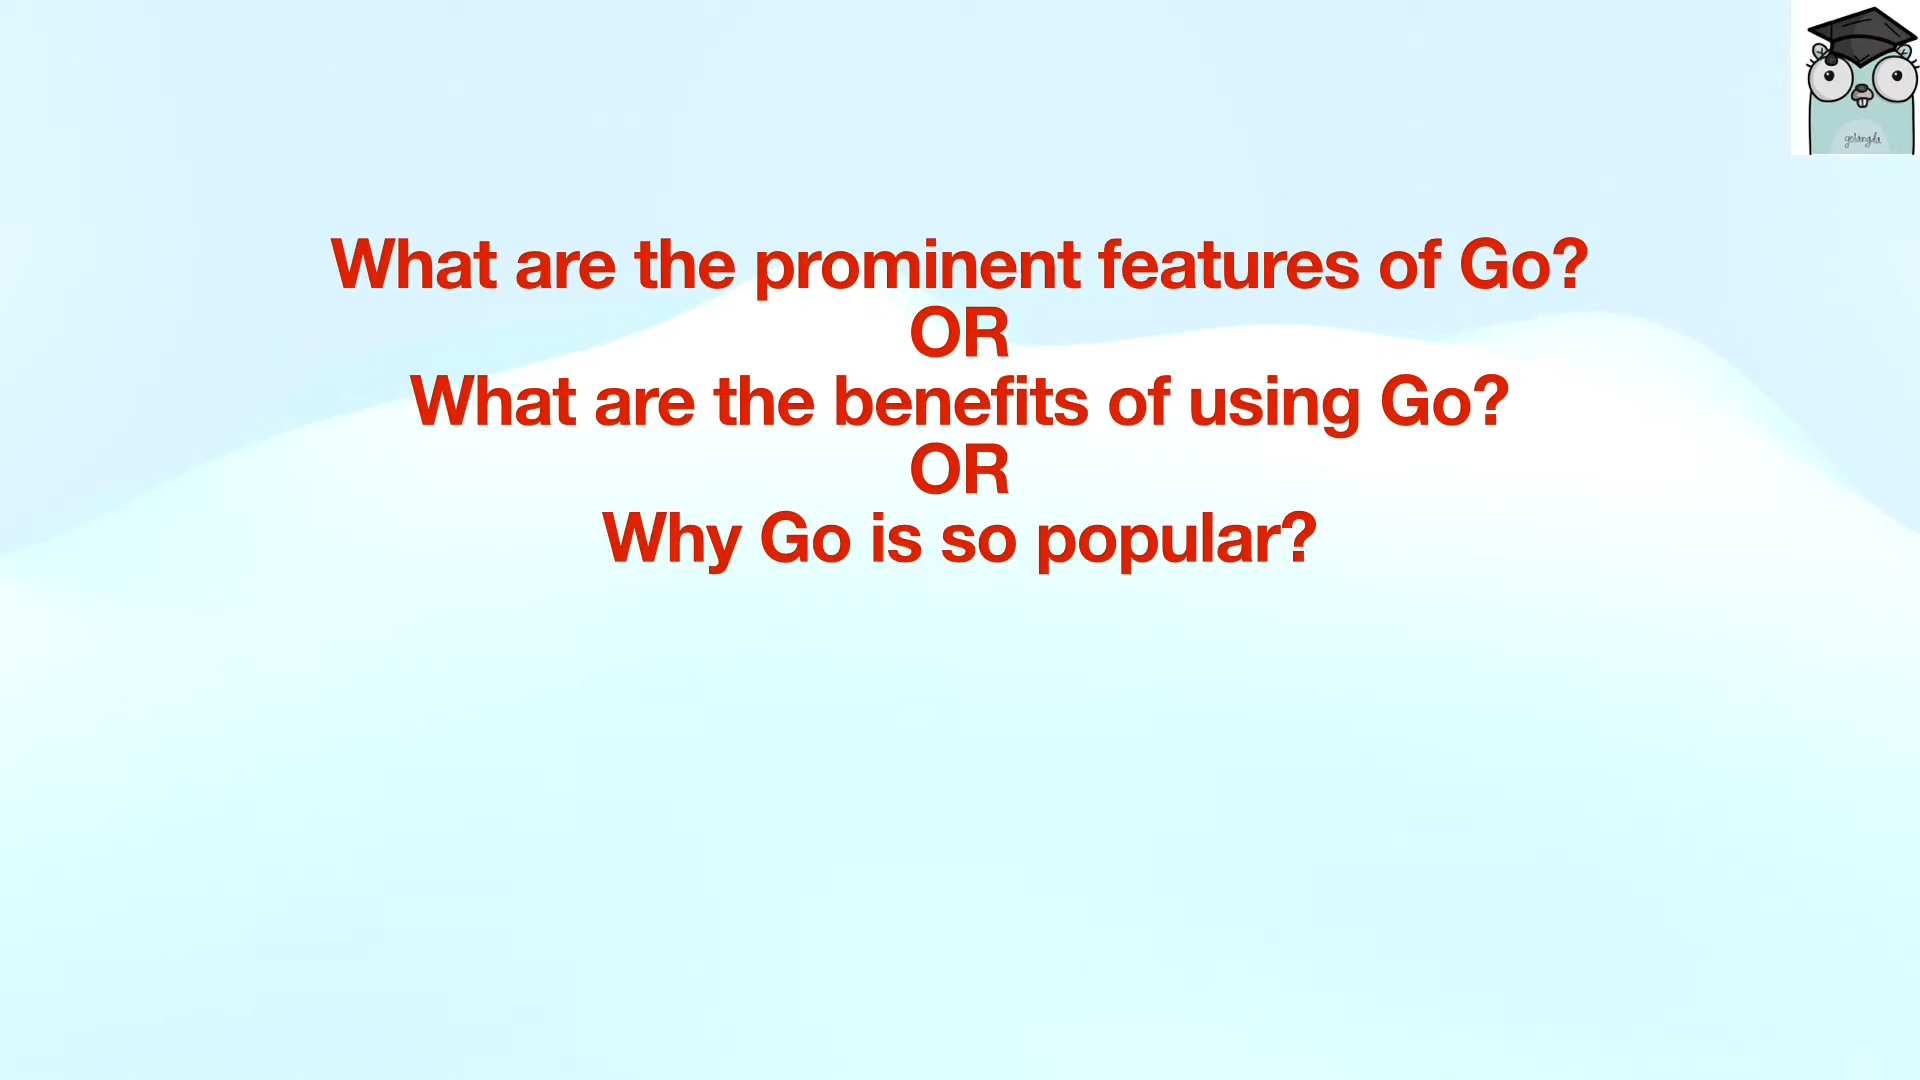 What are the prominent features of Go?
OR
What are the benefits of using Go?
OR
Why Go is so popular?